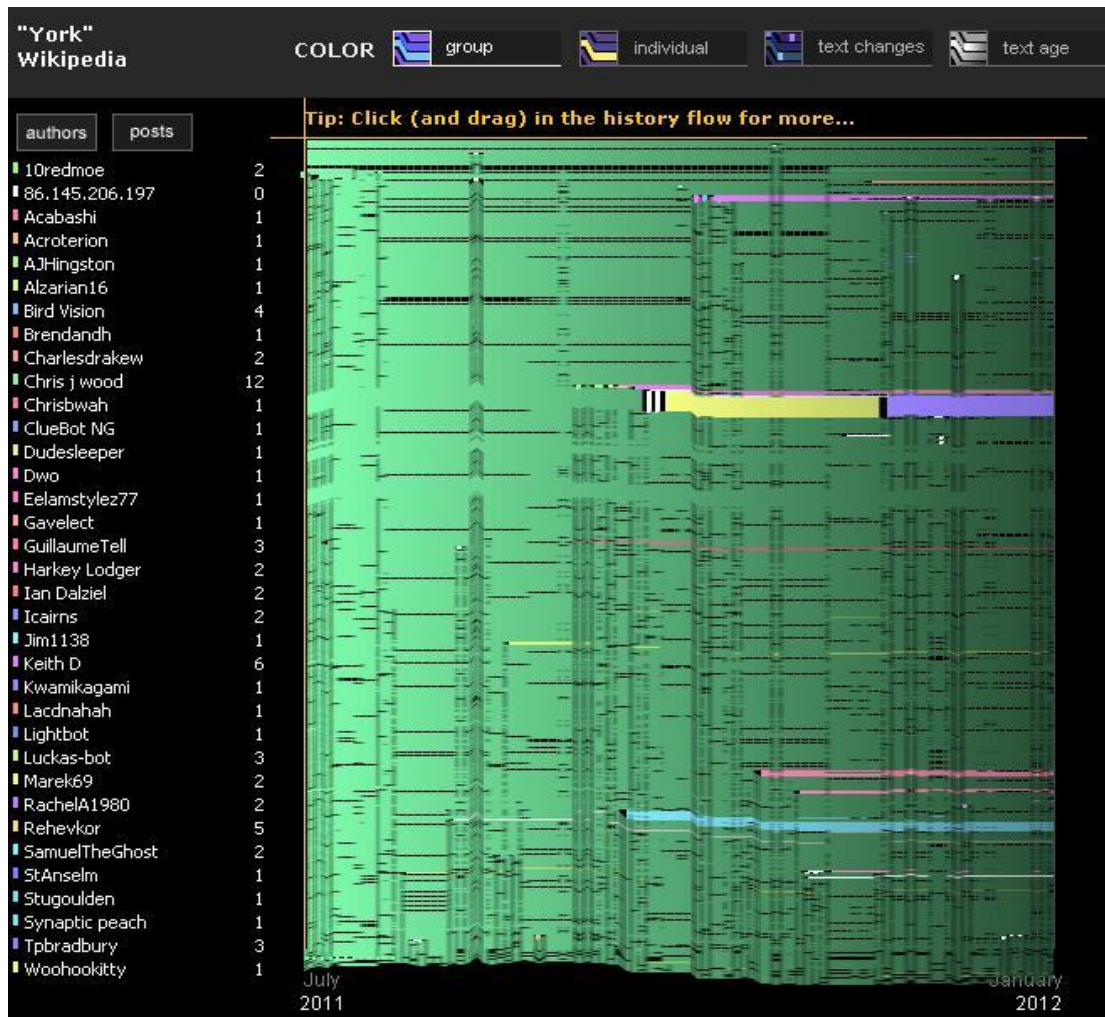 "York"
Wikipedia
COLOR group individual text changes text age
Tip: Click (and drag) in the history flow for more...
authors posts
10redmoe 2
86.145.206.197 0
Acabashi 1
Acroterion 1
AJHingston 1
Alzarian16 1
Bird Vision 4
Brendandh 1
Charlesdrakew 2
Chris j wood 12
Chrisbwah 1
ClueBot NG 1
Dudesleeper 1
Dwo 1
Eelamstylez77 1
Gavelect 1
GuillaumeTell 3
Harkey Lodger 2
Ian Dalziel 2
Icairns 2
Jim1138 1
Keith D 6
Kwamikagami 1
Lacdnahah 1
Lightbot 1
Luckas-bot 3
Marek69 2
RachelA1980 2
Rehevkor 5
SamuelTheGhost 2
StAnselm 1
Stugoulden 1
Synaptic peach 1
Tpbradbury 3
Woohookitty 1
July January
2011 2012